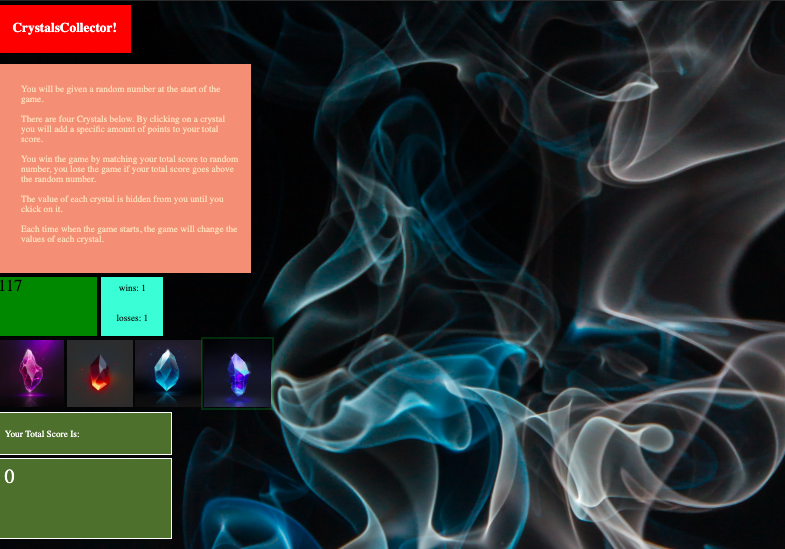 CrystalsCollector!
You will be given a random number at the start of the
game.
There are four Crystals below. By clicking on a crystal
you will add a specific amount of points to your total
score.
You win the game by matching your total score to random
number, you lose the game if your total score goes above
the random number.
The value of each crystal is hidden from you until you
ckick on it.
Each time when the game starts, the game will change the
values of each crystal.
117
wins: 1
losses: 1
Your Total Score Is:
0